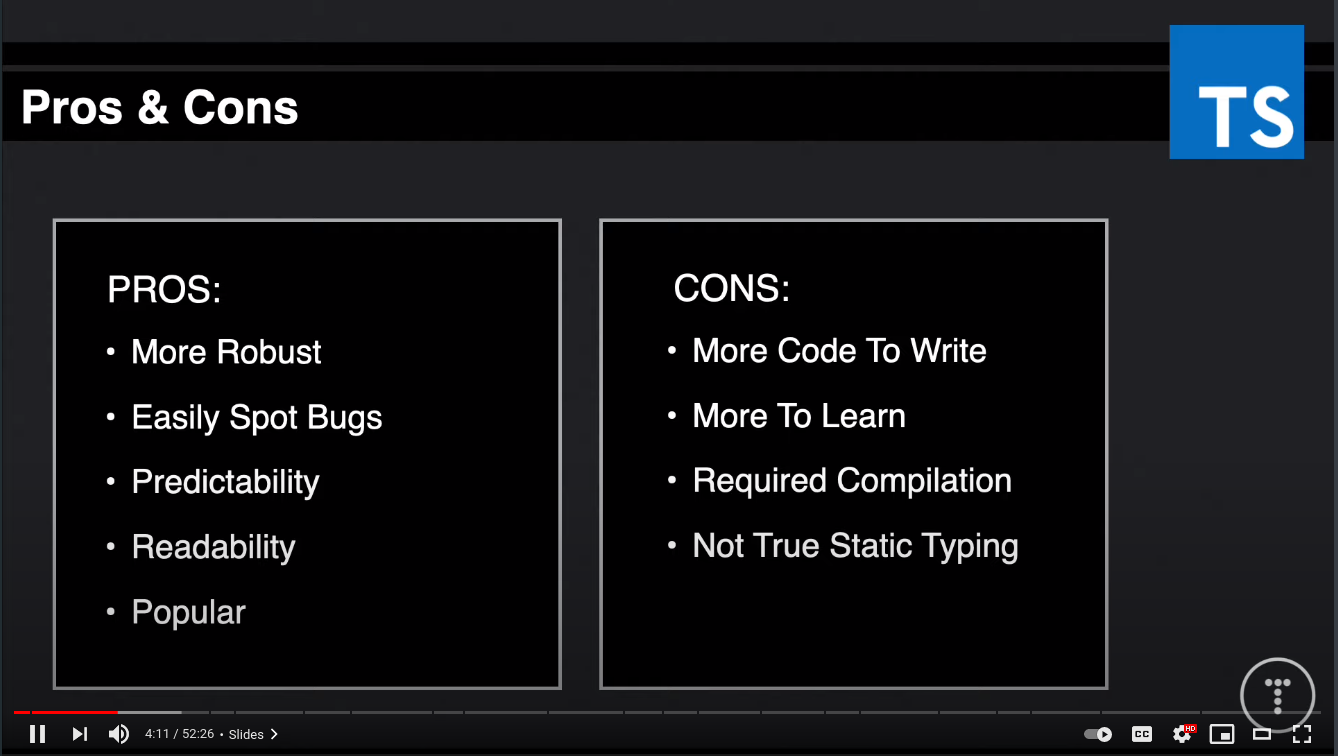 TS
Pros & Cons
PROS:
• More Robust
• Easily Spot Bugs
• Predictability
• Readability
• Popular
CONS:
• More Code To Write
• More To Learn
• Required Compilation
• Not True Static Typing
4:11 / 52:26 • Slides
CC
HD